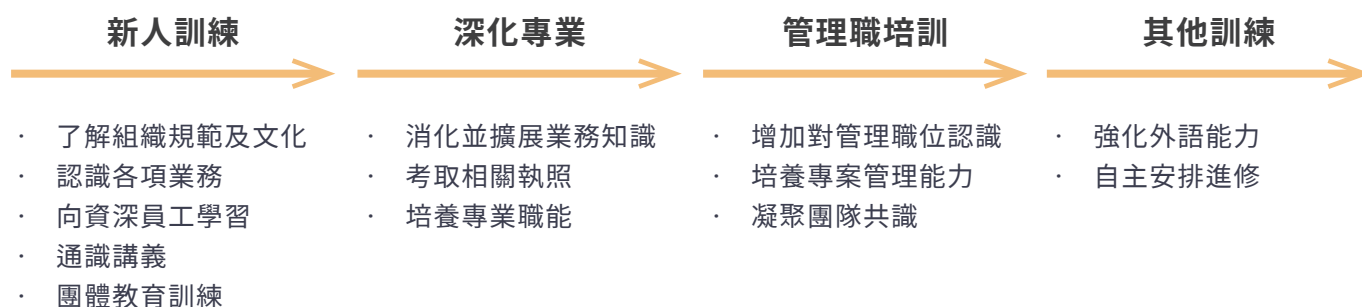 新人訓練
· 了解組織規範及文化
· 認識各項業務
· 向資深員工學習
· 通識講義
· 團體教育訓練
深化專業
· 消化並擴展業務知識
· 考取相關執照
· 培養專業職能
管理職培訓
· 增加對管理職位認識
· 培養專案管理能力
· 凝聚團隊共識
其他訓練
· 強化外語能力
· 自主安排進修